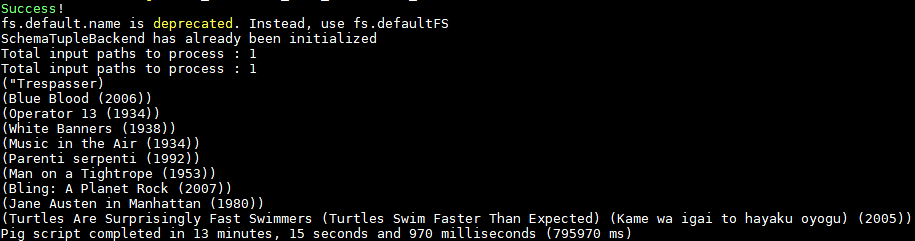 Success!
fs.default.name is deprecated. Instead, use fs.defaultFS
SchemaTupleBackend has already been initialized
Total input paths to process : 1
Total input paths to process : 1
("Trespasser)
(Blue Blood (2006))
(Operator 13 (1934))
(White Banners (1938))
(Music in the Air (1934))
(Parenti serpenti (1992))
(Man on a Tightrope (1953))
(Bling: A Planet Rock (2007))
(Jane Austen in Manhattan (1980))
(Turtles Are Surprisingly Fast Swimmers (Turtles Swim Faster Than Expected) (Kame wa igai to hayaku oyogu) (2005))
Pig script completed in 13 minutes, 15 seconds and 970 milliseconds (795970 ms)